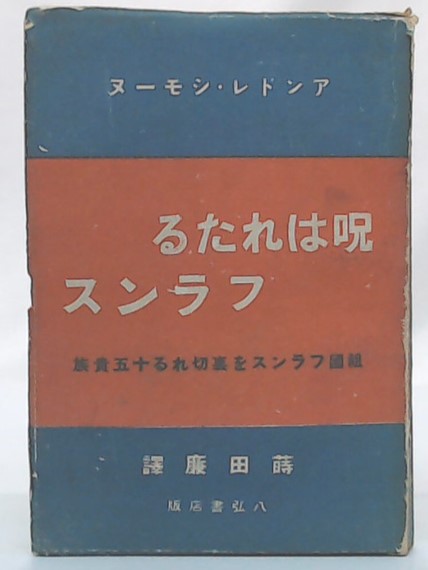 アンドレ・シモーヌ
呪はれたる
フランス
祖國フランスを裏切れる十五貴族
蒔田廉譯
八弘書店版